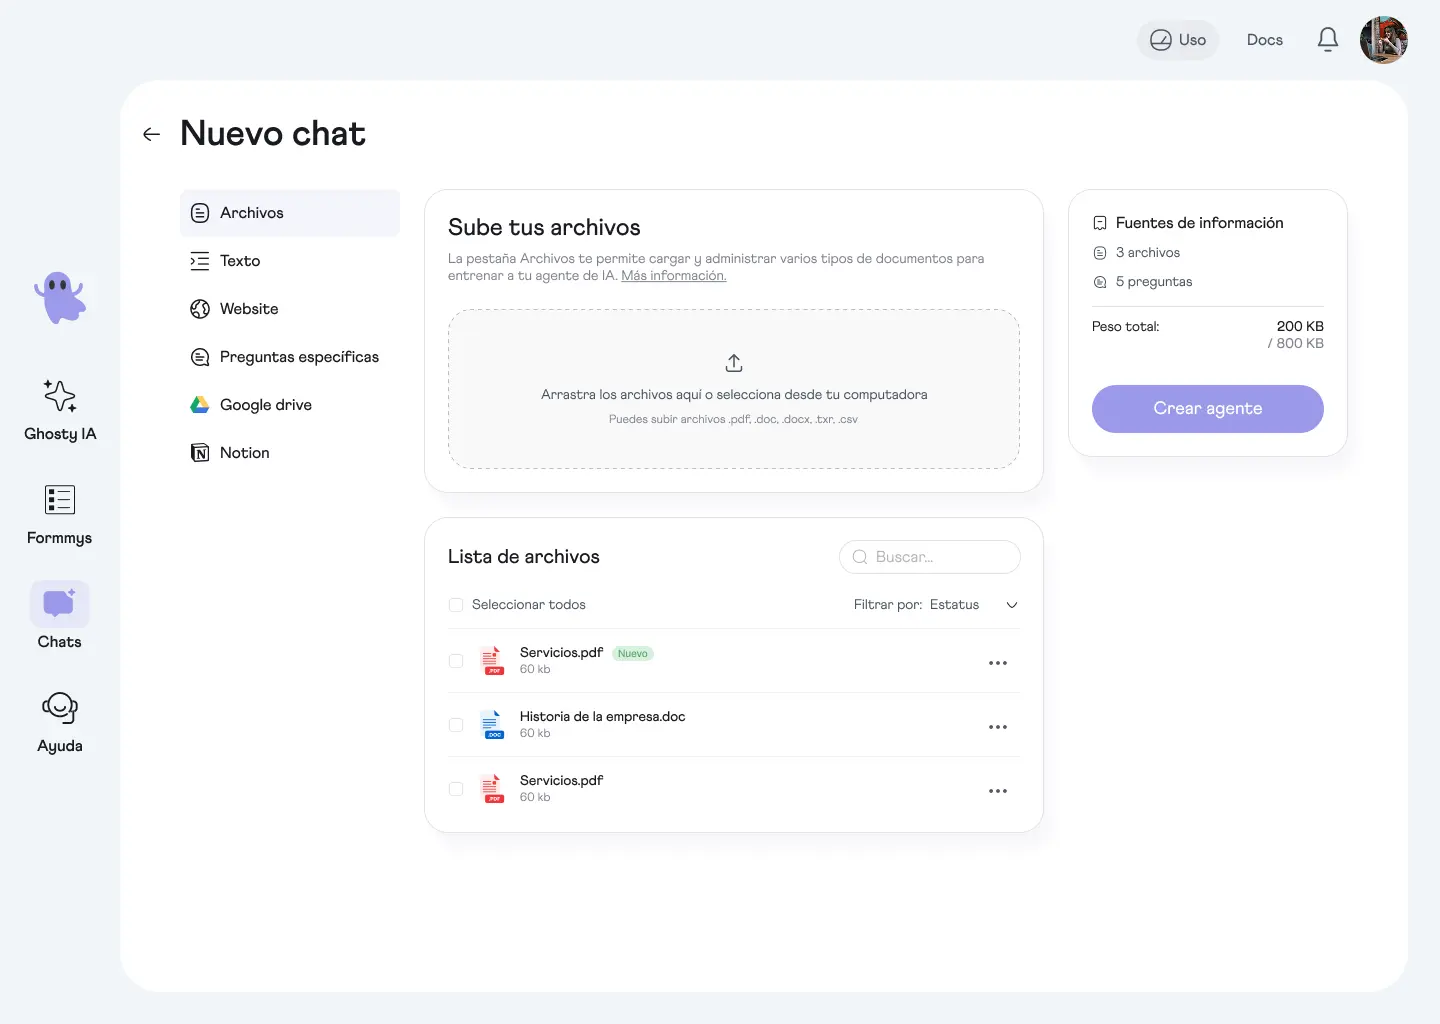 Uso
Docs
Nuevo chat
Archivos
Texto
Website
Preguntas específicas
Google drive
Notion
Ghosty IA
Formmys
Chats
Ayuda
Sube tus archivos
La pestaña Archivos te permite cargar y administrar varios tipos de documentos para
entrenar a tu agente de IA. Más información.
Arrastra los archivos aquí o selecciona desde tu computadora
Puedes subir archivos .pdf, .doc, .docx, .txr, .csv
Lista de archivos
Buscar...
Seleccionar todos
Filtrar por: Estatus
.PDF
Servicios.pdf Nuevo
60 kb
.DOC
Historia de la empresa.doc
60 kb
.PDF
Servicios.pdf
60 kb
Fuentes de información
3 archivos
5 preguntas
Peso total: 200 KB
/ 800 KB
Crear agente